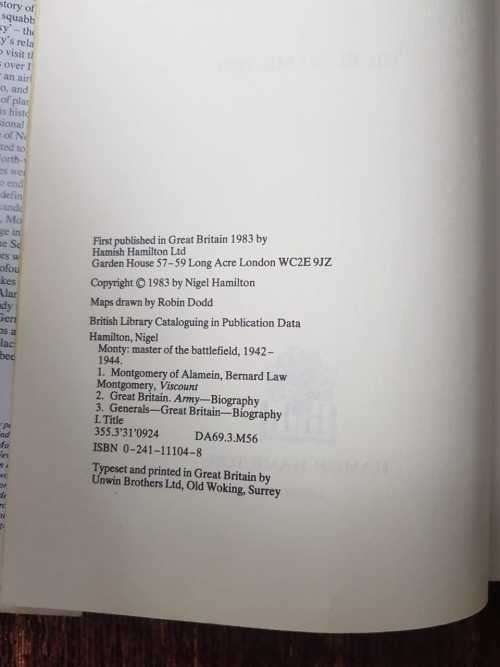 First published in Great Britain 1983 by
Hamish Hamilton Ltd
Garden House 57–59 Long Acre London WC2E 9JZ
Copyright © 1983 by Nigel Hamilton
Maps drawn by Robin Dodd
British Library Cataloguing in Publication Data
Hamilton, Nigel
Monty: master of the battlefield, 1942–
1944.
1. Montgomery of Alamein, Bernard Law
Montgomery, Viscount
2. Great Britain. Army—Biography
3. Generals—Great Britain—Biography
I. Title
355.3'31'0924 DA69.3.M56
ISBN 0-241-11104-8
Typeset and printed in Great Britain by
Unwin Brothers Ltd, Old Woking, Surrey